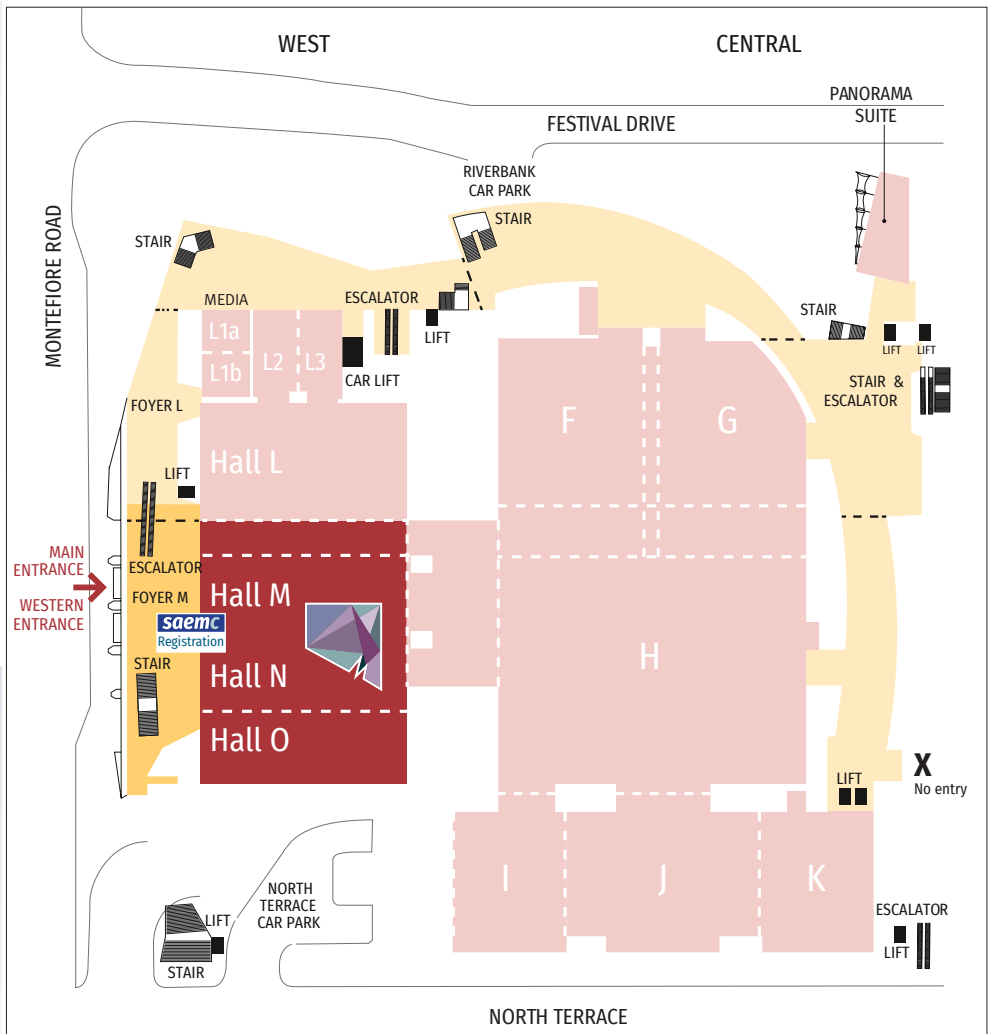 WEST
CENTRAL
PANORAMA
SUITE
FESTIVAL DRIVE
RIVERBANK
CAR PARK
STAIR
STAIR
MONTEFIORE ROAD
MEDIA
ESCALATOR
LIFT
CAR LIFT
STAIR
LIFT
LIFT
STAIR &
ESCALATOR
L1a
L1b
L2
L3
F
G
FOYER L
Hall L
LIFT
MAIN
ENTRANCE
WESTERN
ENTRANCE
ESCALATOR
FOYER M
saemc
Registration
Hall M
Hall N
Hall O
STAIR
H
X
No entry
LIFT
I
J
K
NORTH
TERRACE
CAR PARK
LIFT
STAIR
ESCALATOR
LIFT
NORTH TERRACE